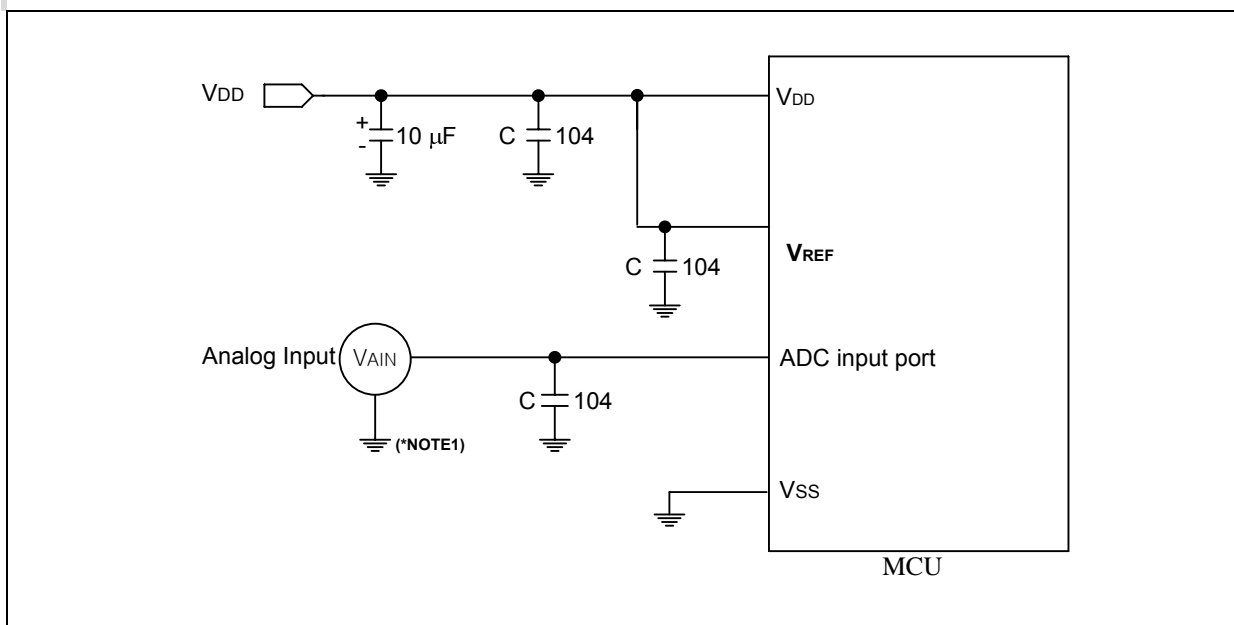 VDD
VDD
+
-
10 μF
C 104
C 104
VREF
Analog Input
VAIN
ADC input port
C 104
(*NOTE1)
VSS
MCU